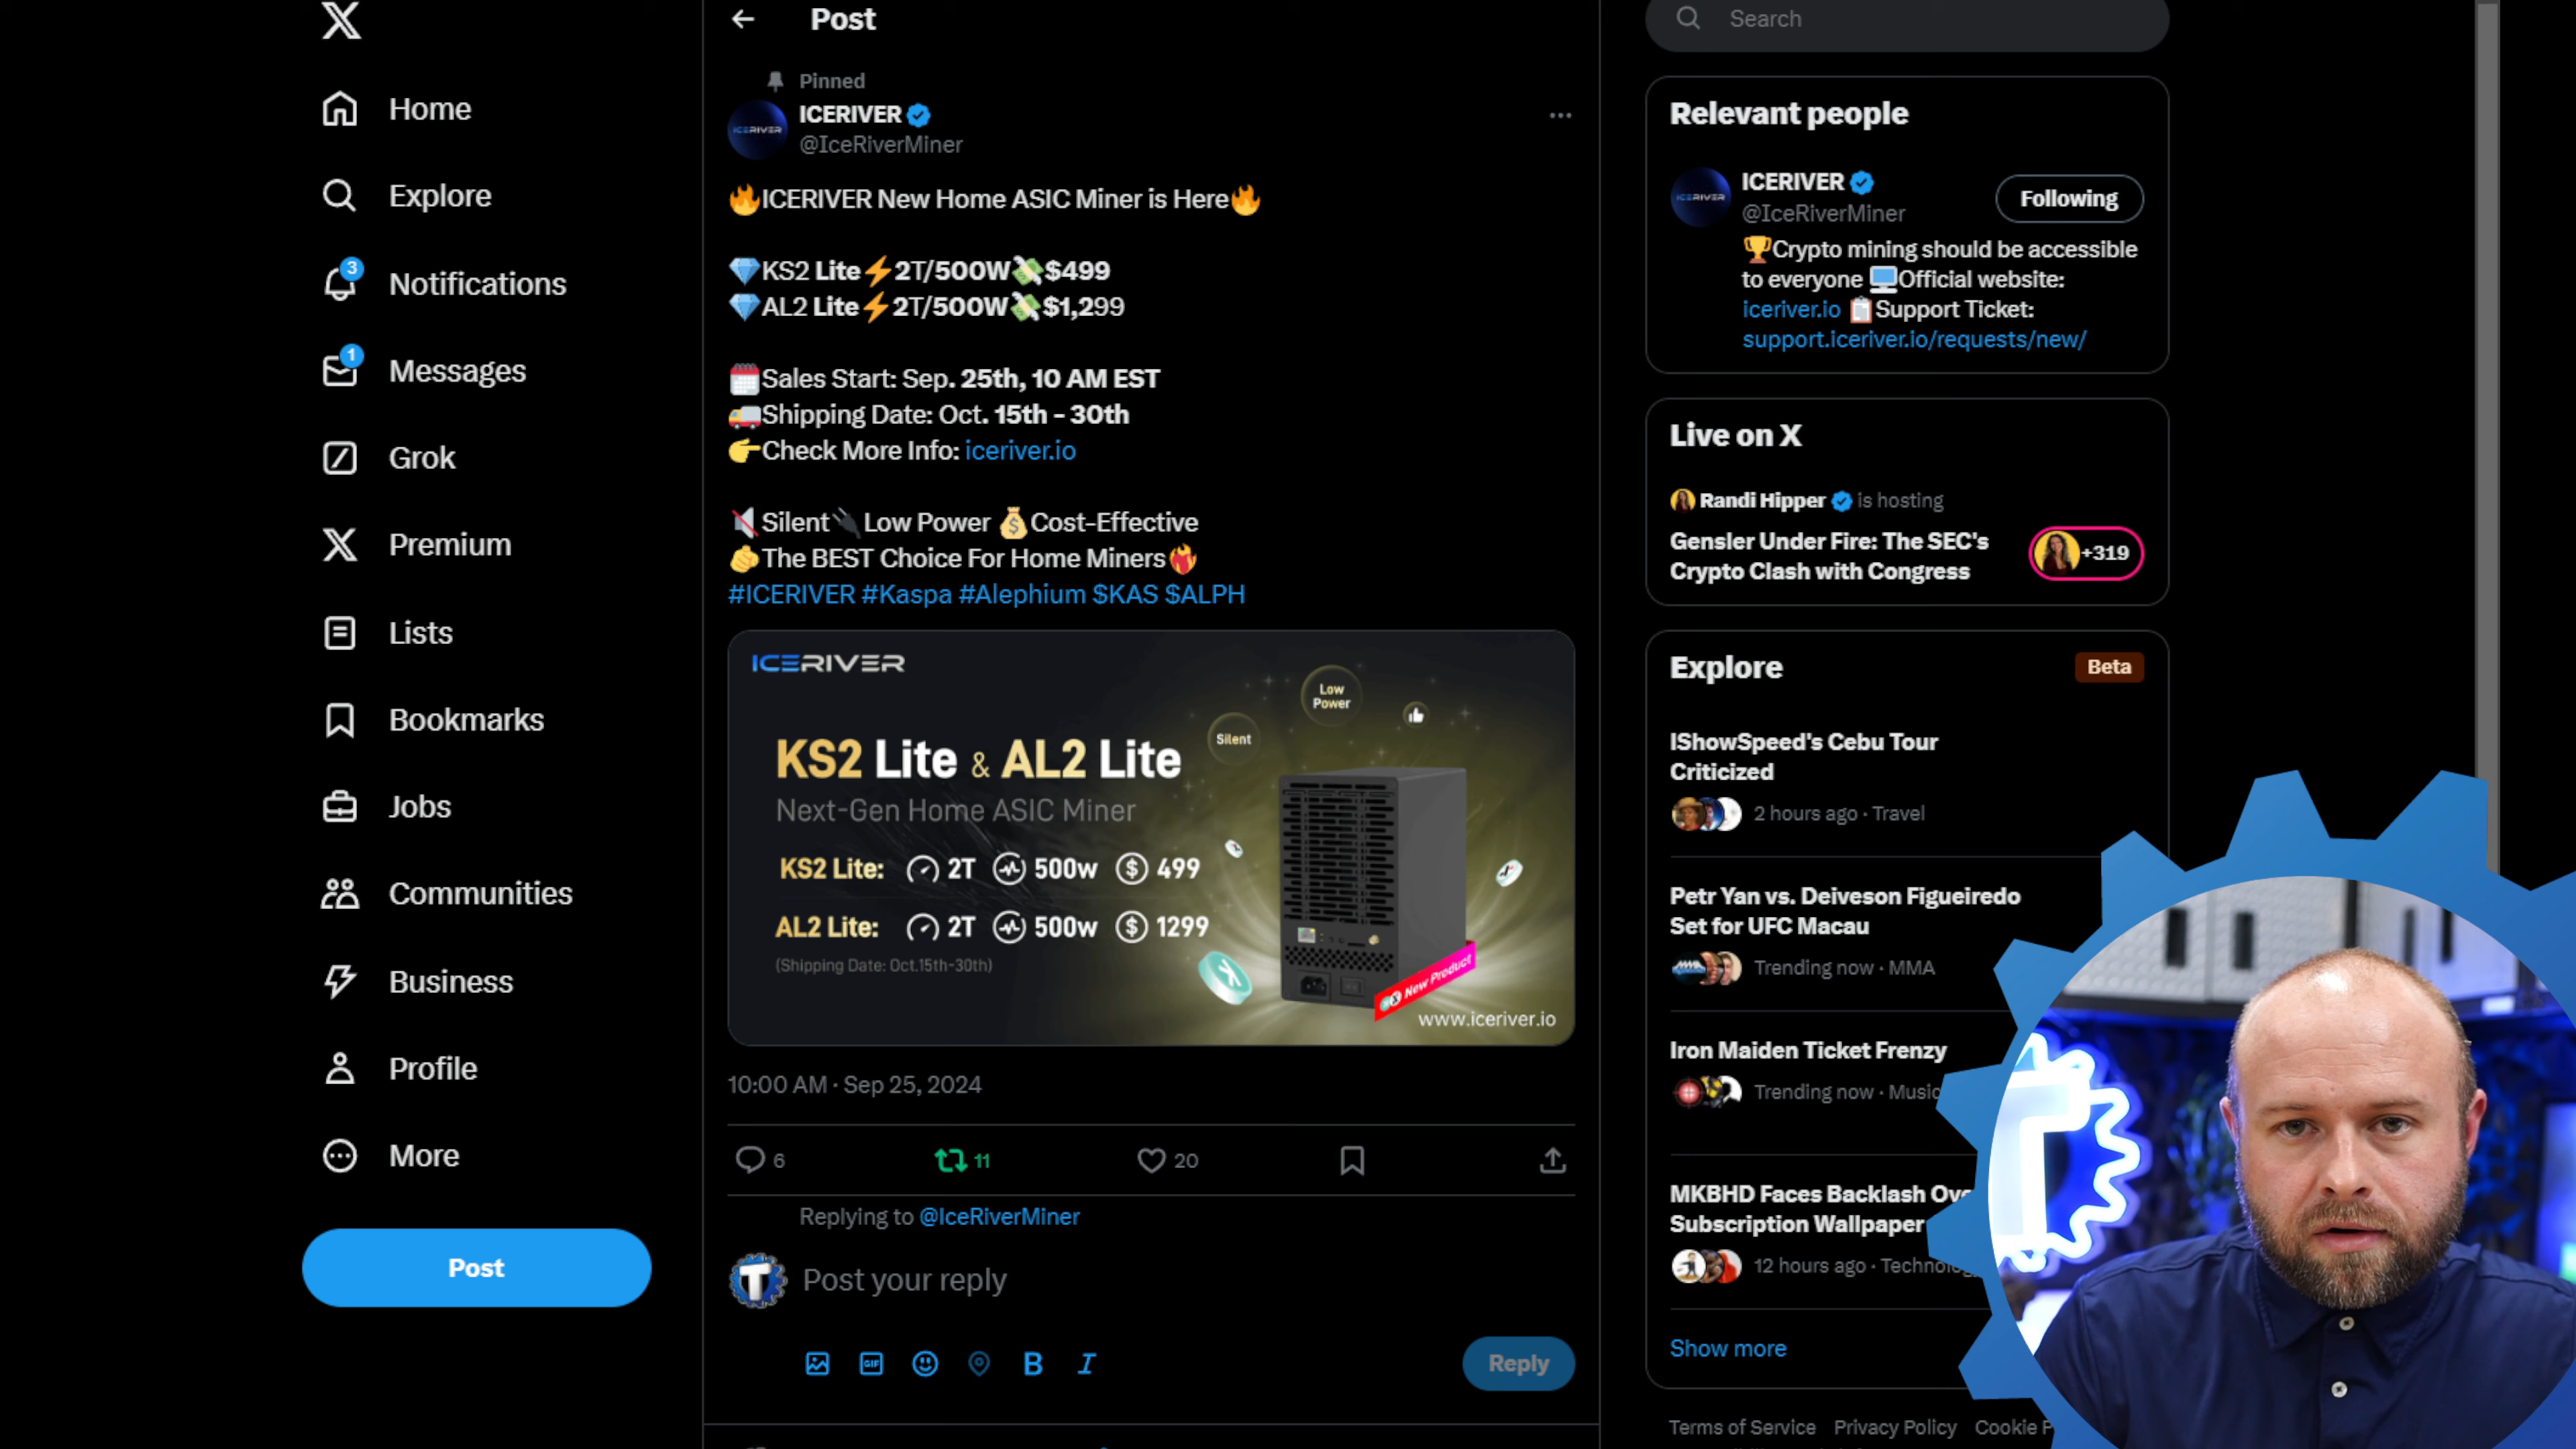 Post
Search
Pinned
ICERIVER
@IceRiverMiner
🔥ICERIVER New Home ASIC Miner is Here🔥
💎KS2 Lite⚡2T/500W💸$499
💎AL2 Lite⚡2T/500W💸$1,299
📅Sales Start: Sep. 25th, 10 AM EST
🚚Shipping Date: Oct. 15th - 30th
👉Check More Info: iceriver.io
🔇Silent🔌Low Power 💰Cost-Effective
🫵The BEST Choice For Home Miners❤️‍🔥
#ICERIVER #Kaspa #Alephium $KAS $ALPH
ICERIVER
Low
Power
Silent
KS2 Lite & AL2 Lite
Next-Gen Home ASIC Miner
KS2 Lite: 2T 500w $ 499
AL2 Lite: 2T 500w $ 1299
(Shipping Date: Oct.15th-30th)
New Product
www.iceriver.io
10:00 AM · Sep 25, 2024
6
11
20
Replying to @IceRiverMiner
T
Post your reply
GIF
B
I
Reply
Home
Explore
3
Notifications
1
Messages
Grok
Premium
Lists
Bookmarks
Jobs
Communities
Business
Profile
More
Post
Relevant people
ICERIVER
ICERIVER
@IceRiverMiner
Following
🏆Crypto mining should be accessible
to everyone 🖥️Official website:
iceriver.io 📋Support Ticket:
support.iceriver.io/requests/new/
Live on X
Randi Hipper is hosting
Gensler Under Fire: The SEC's
Crypto Clash with Congress
+319
Explore
Beta
IShowSpeed's Cebu Tour
Criticized
2 hours ago · Travel
Petr Yan vs. Deiveson Figueiredo
Set for UFC Macau
Trending now · MMA
Iron Maiden Ticket Frenzy
Trending now · Music
MKBHD Faces Backlash
Subscription Wallpaper
12 hours ago
Show more
Terms of Service Privacy Policy Cookie